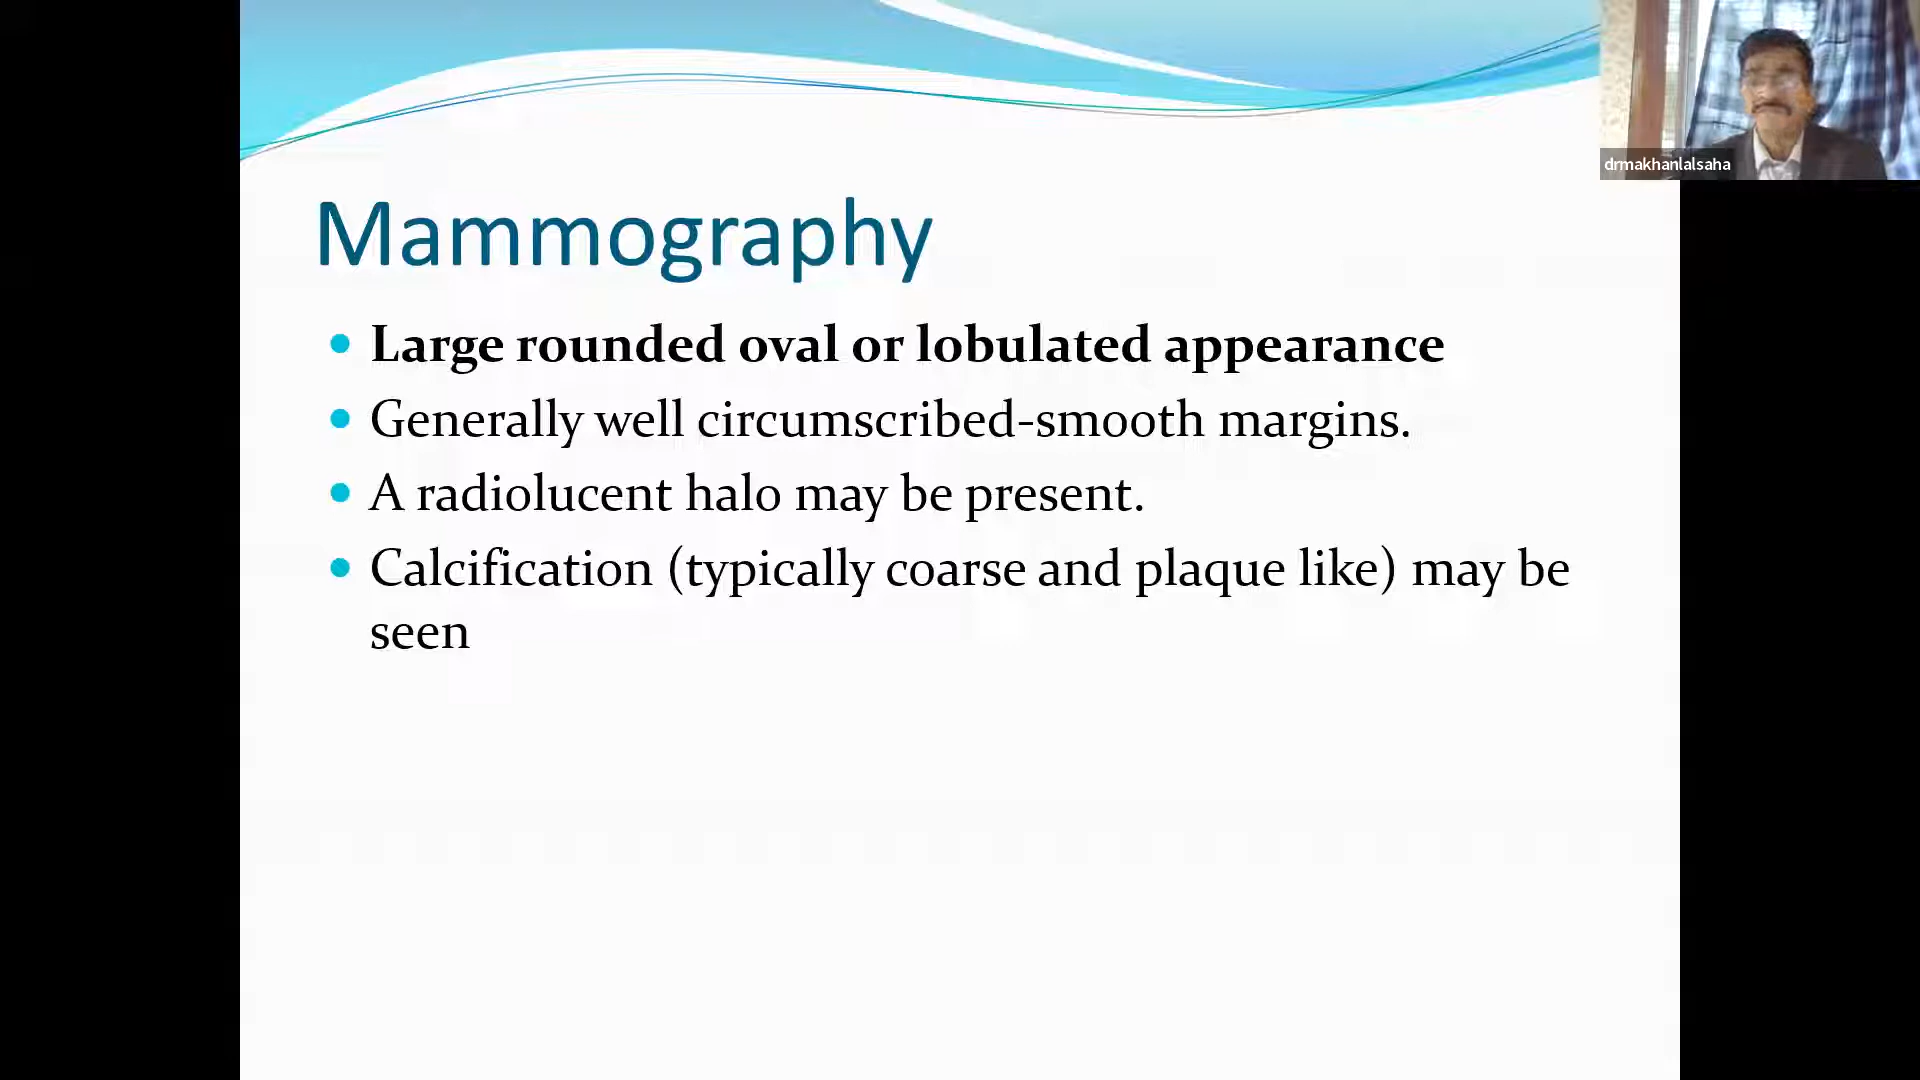 drmakhanlalsaha
Mammography
Large rounded oval or lobulated appearance
Generally well circumscribed-smooth margins.
A radiolucent halo may be present.
Calcification (typically coarse and plaque like) may be
seen